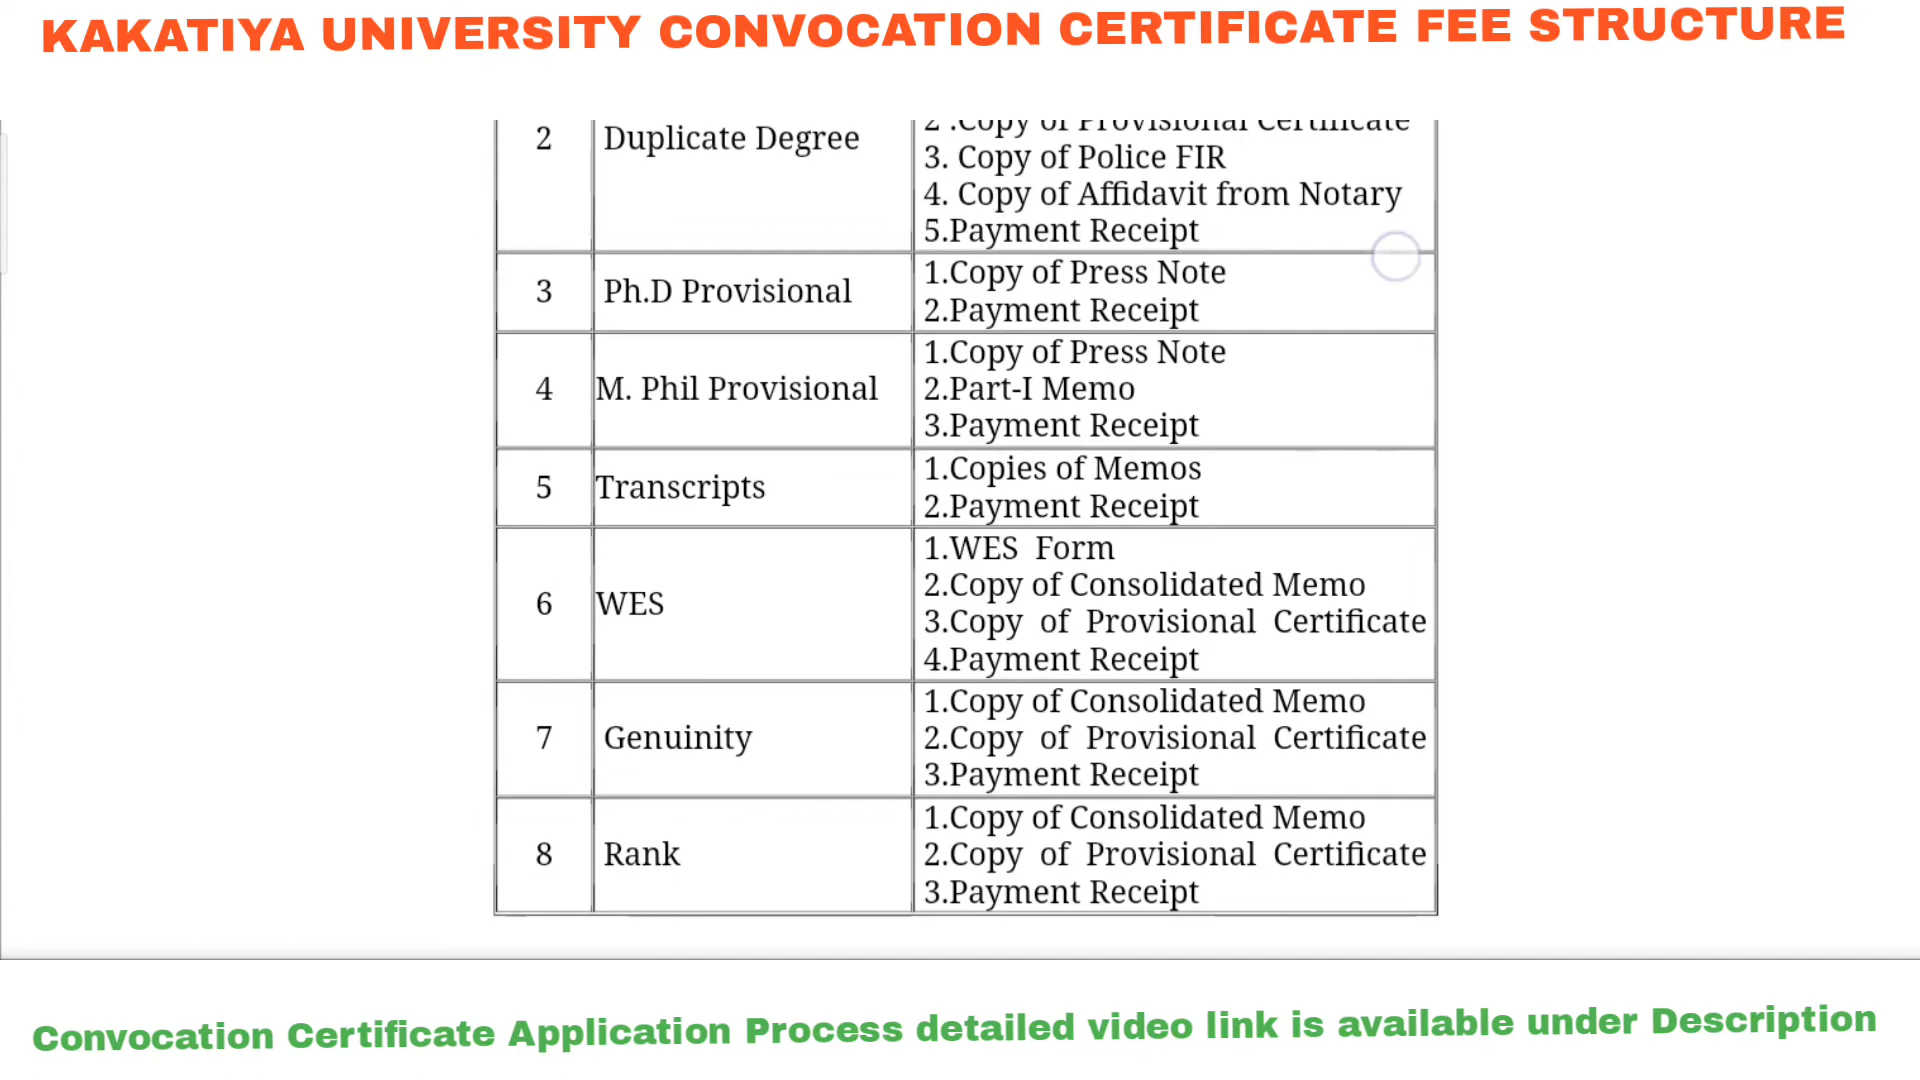 KAKATIYA UNIVERSITY CONVOCATION CERTIFICATE FEE STRUCTURE
2 .Copy of Provisional Certificate
2 Duplicate Degree
3. Copy of Police FIR
4. Copy of Affidavit from Notary
5.Payment Receipt
3 Ph.D Provisional
1.Copy of Press Note
2.Payment Receipt
4 M. Phil Provisional
1.Copy of Press Note
2.Part-I Memo
3.Payment Receipt
5 Transcripts
1.Copies of Memos
2.Payment Receipt
6 WES
1.WES Form
2.Copy of Consolidated Memo
3.Copy of Provisional Certificate
4.Payment Receipt
7 Genuinity
1.Copy of Consolidated Memo
2.Copy of Provisional Certificate
3.Payment Receipt
8 Rank
1.Copy of Consolidated Memo
2.Copy of Provisional Certificate
3.Payment Receipt
Convocation Certificate Application Process detailed video link is available under Description